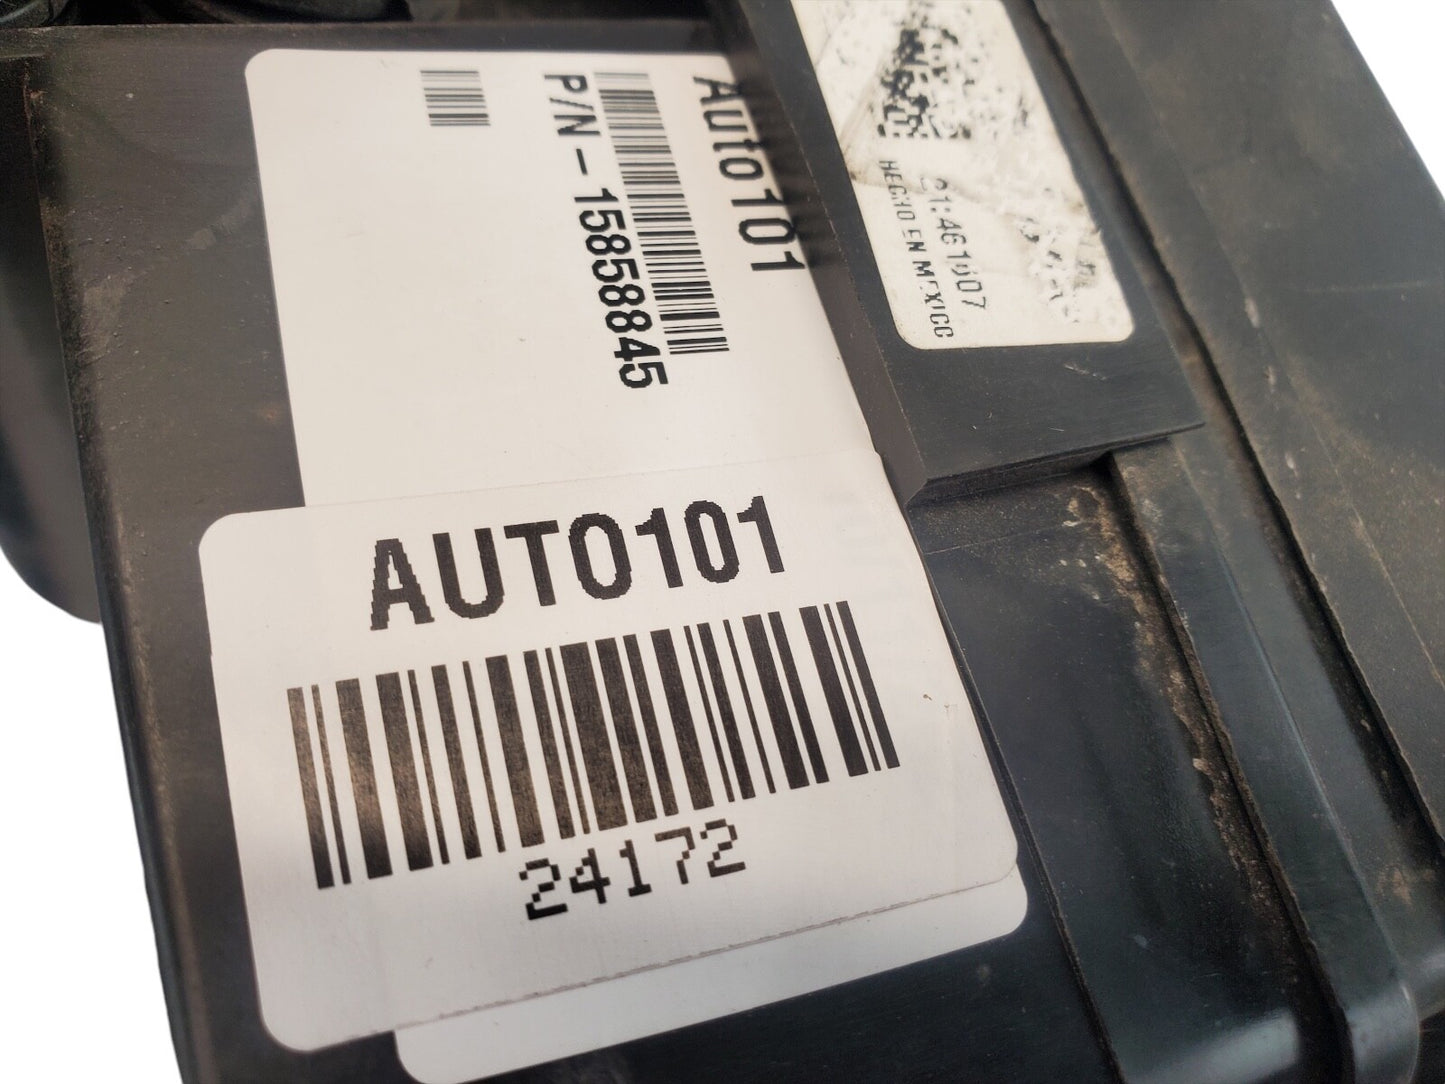 Auto101
P/N - 15858845
HECHO EN MEXICO
AUTO101
24172